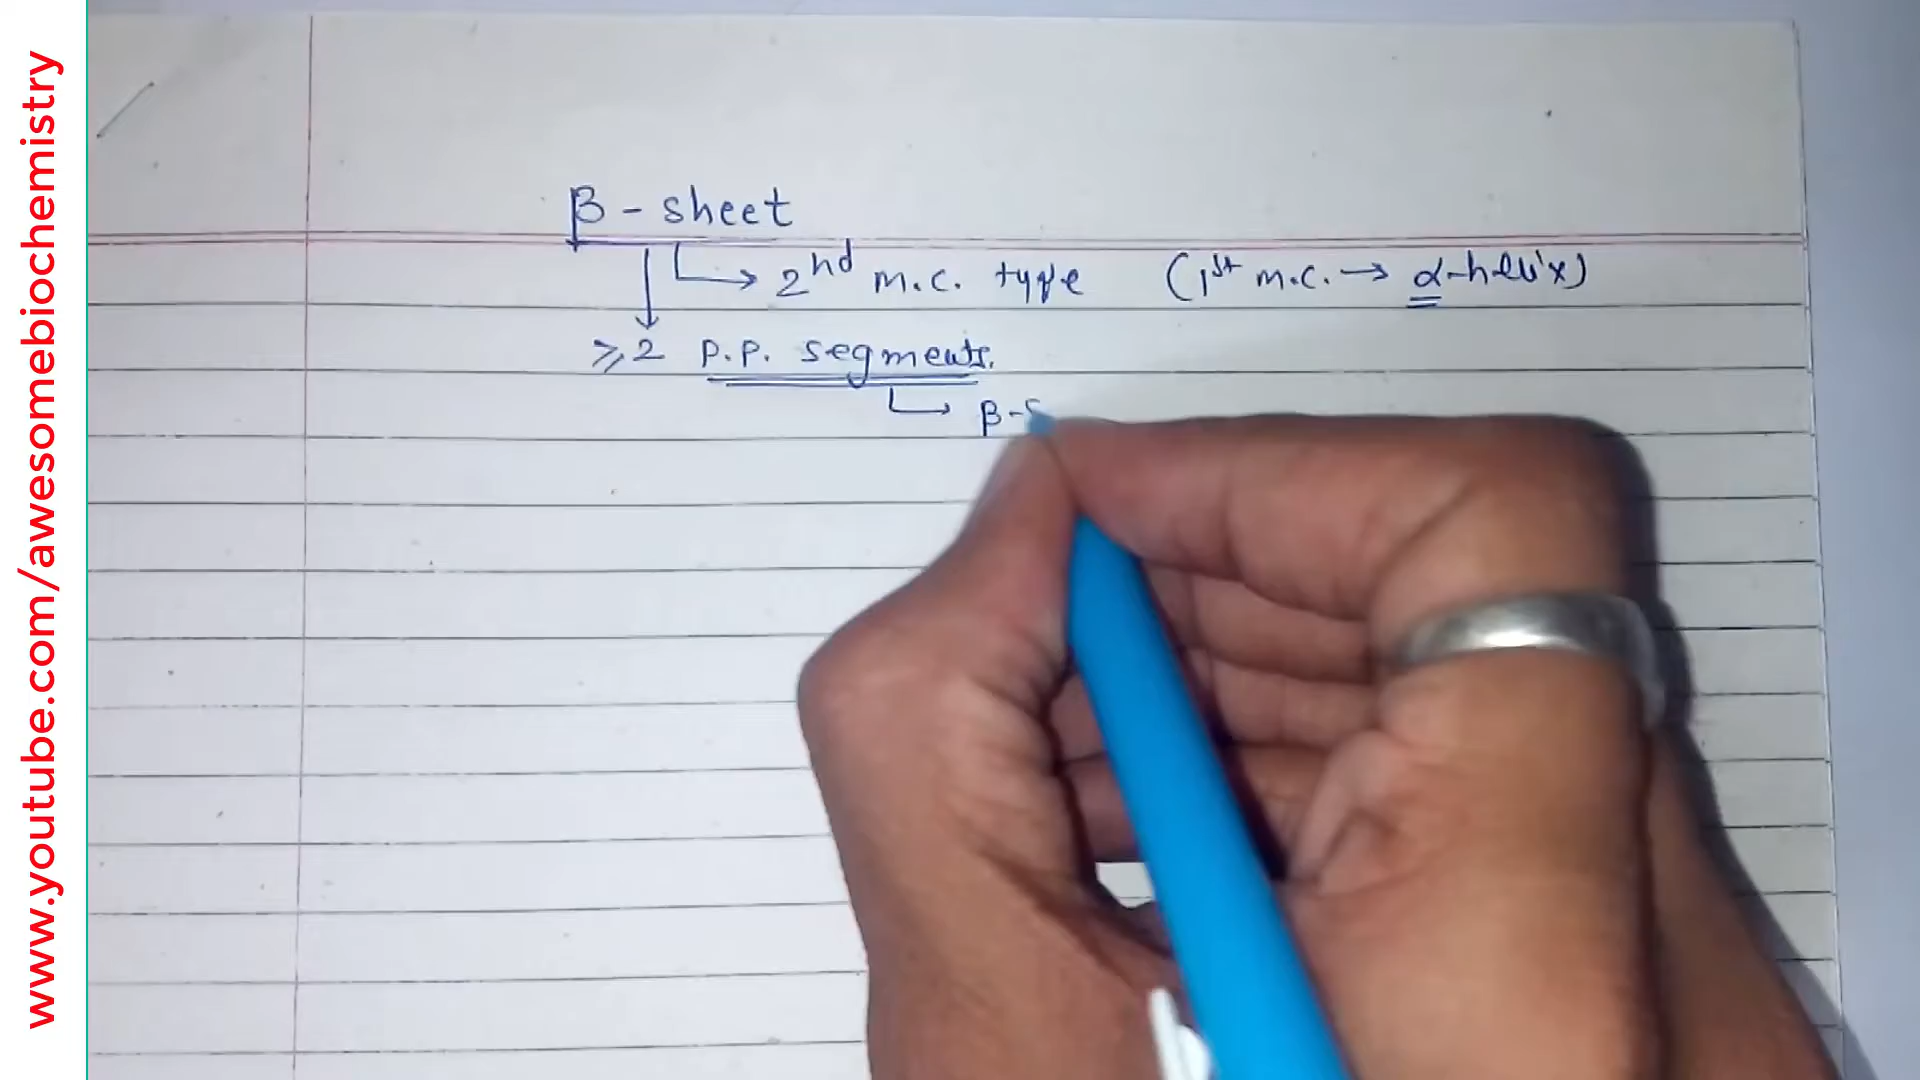 www.youtube.com/awesomebiochemistry
β - sheet
2nd m.c. type (1st m.c. → α-helix)
≥2 P.P. segments.
β-S